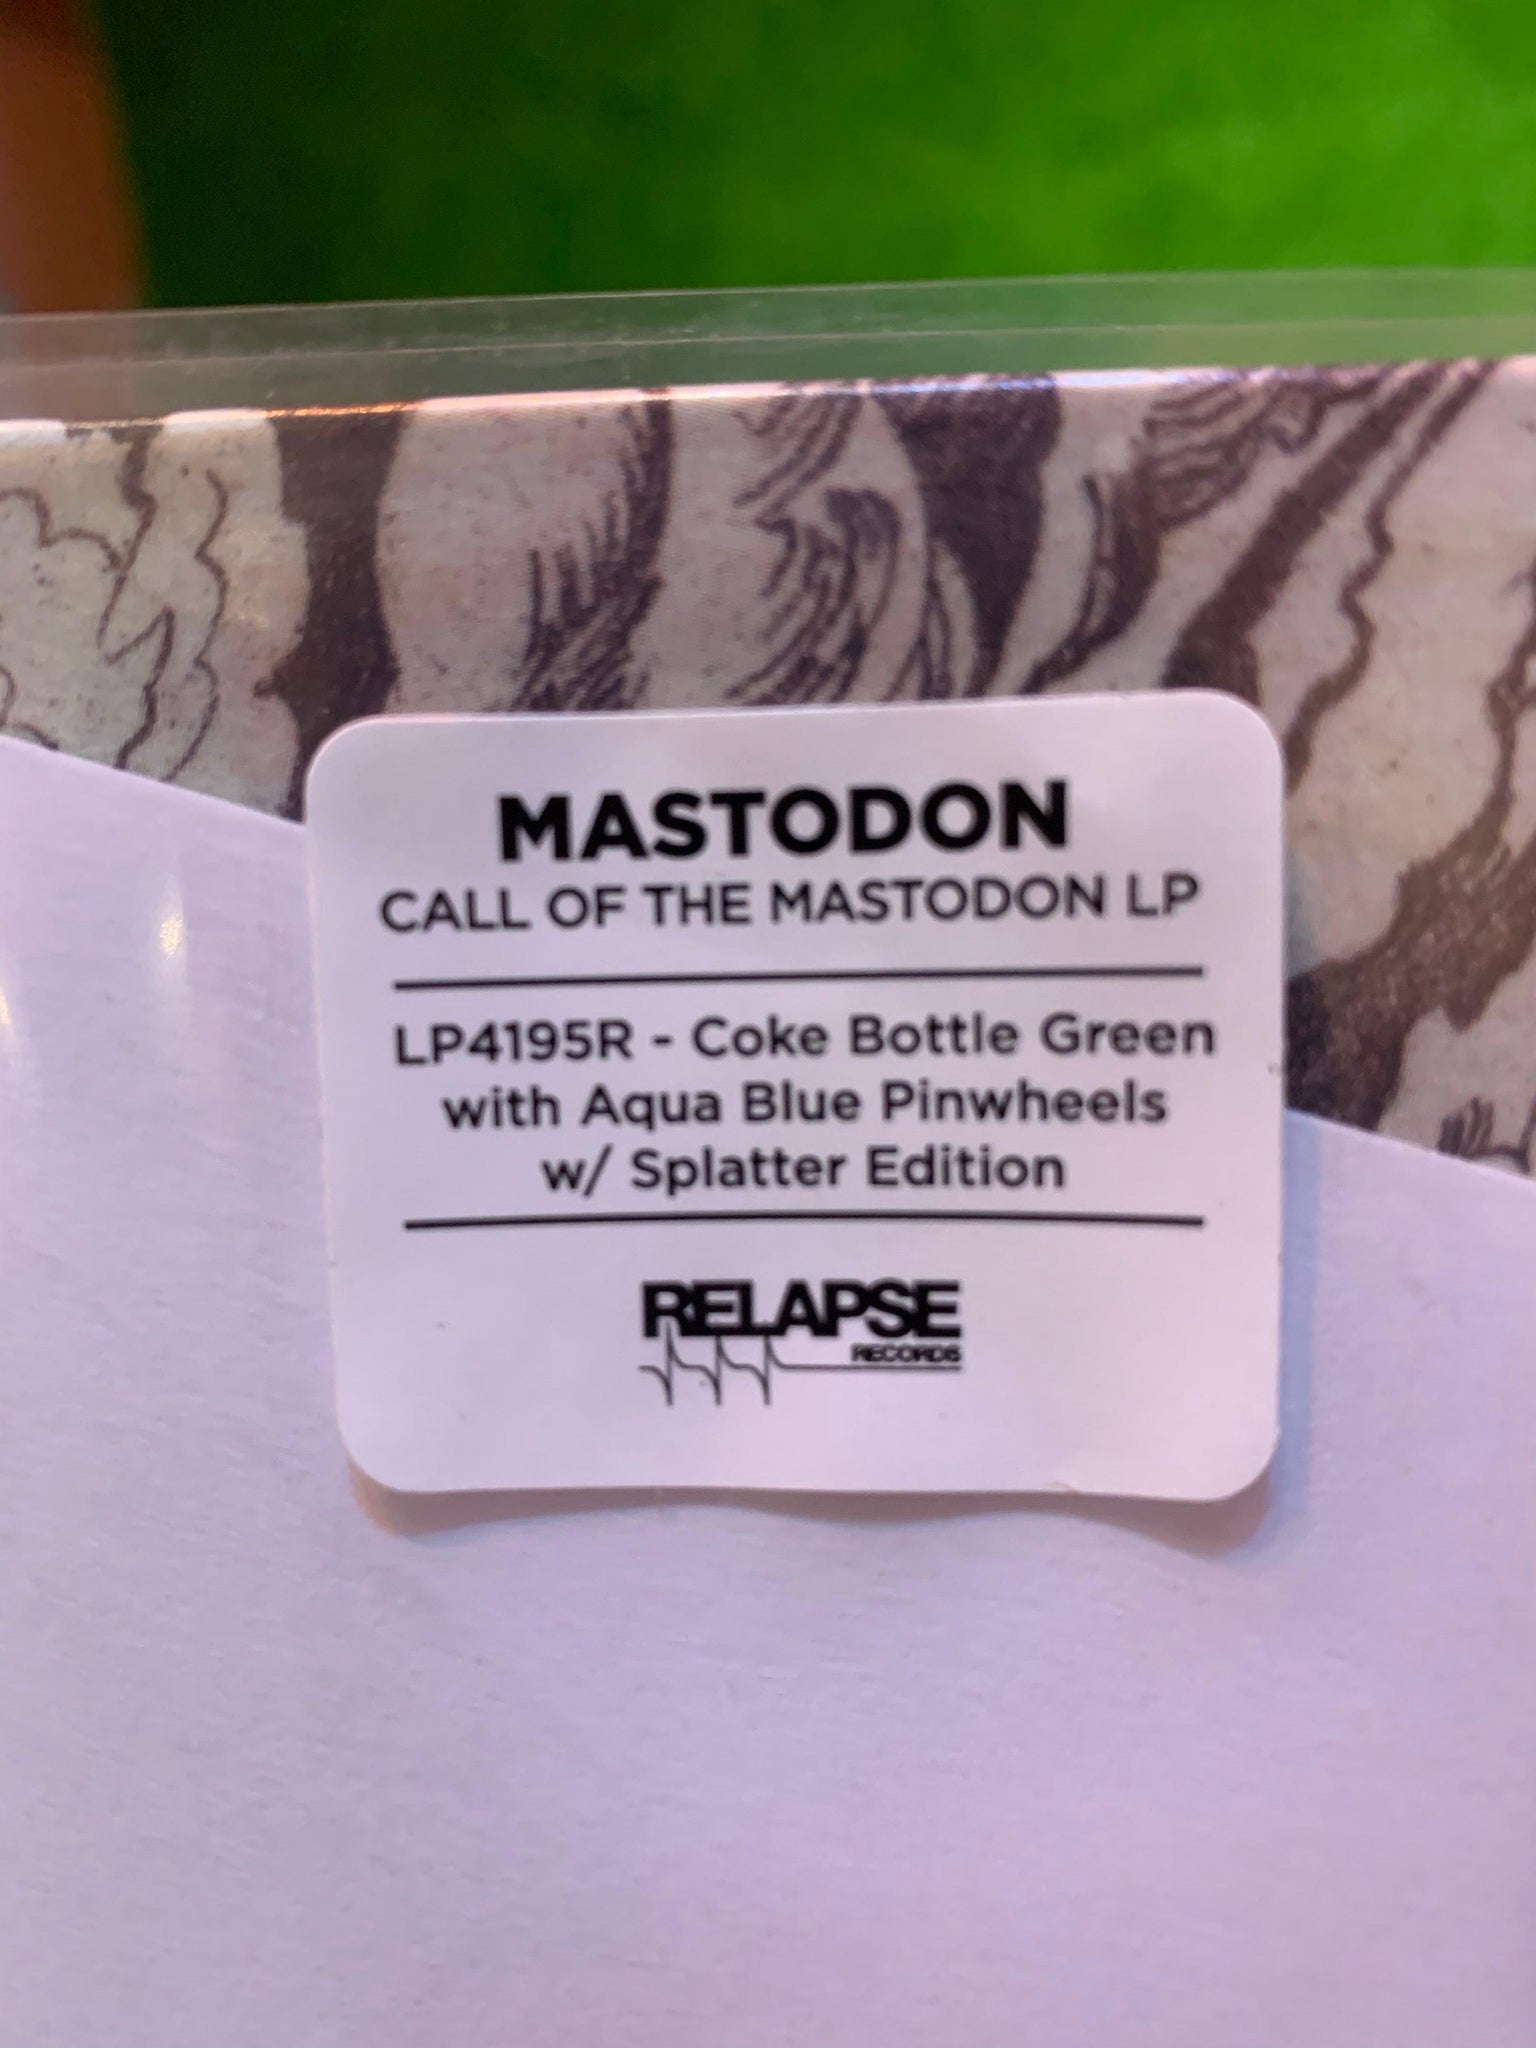 MASTODON
CALL OF THE MASTODON LP
LP4195R - Coke Bottle Green
with Aqua Blue Pinwheels
w/ Splatter Edition
RELAPSE
RECORDS